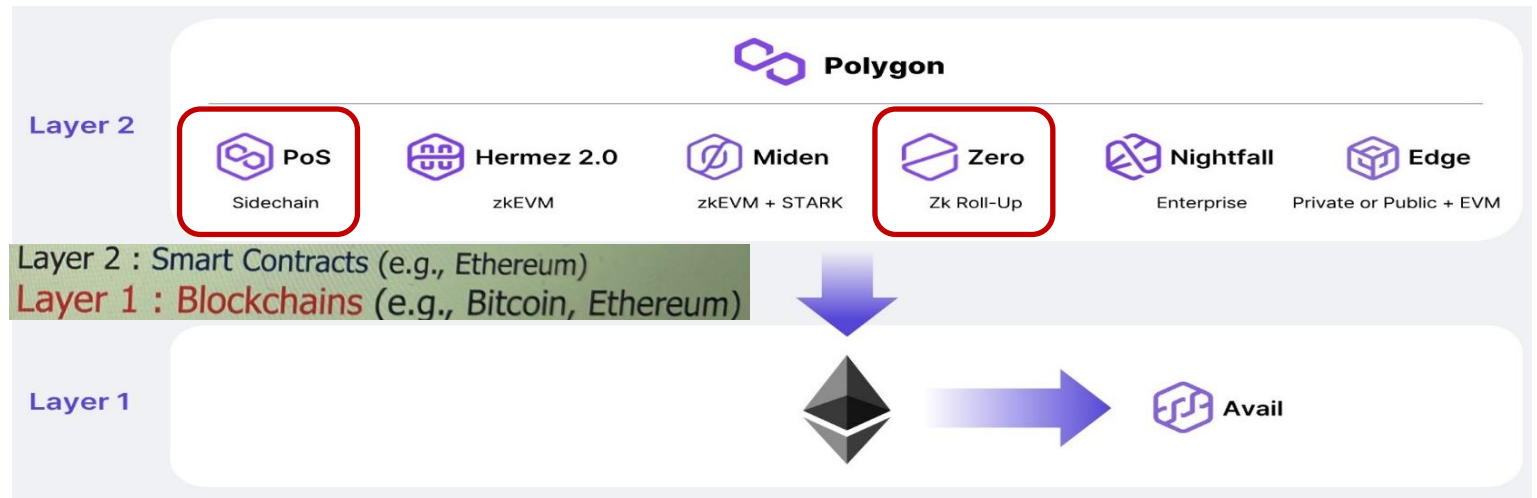 Polygon
Layer 2
PoS
Hermez 2.0
Miden
Zero
Nightfall
Edge
Sidechain
zkEVM
zkEVM + STARK
Zk Roll-Up
Enterprise
Private or Public + EVM
Layer 2 : Smart Contracts (e.g., Ethereum)
Layer 1 : Blockchains (e.g., Bitcoin, Ethereum)
Layer 1
Avail